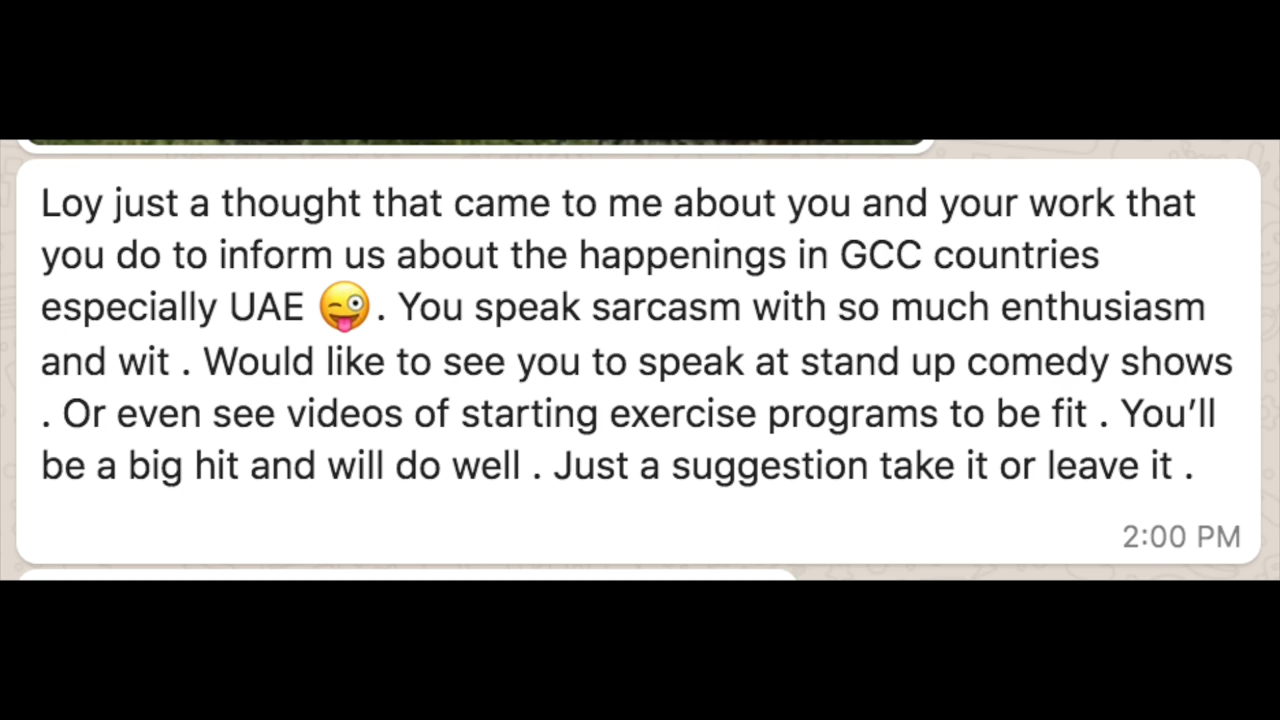 Loy just a thought that came to me about you and your work that
you do to inform us about the happenings in GCC countries
especially UAE 😜. You speak sarcasm with so much enthusiasm
and wit . Would like to see you to speak at stand up comedy shows
. Or even see videos of starting exercise programs to be fit . You’ll
be a big hit and will do well . Just a suggestion take it or leave it .
2:00 PM